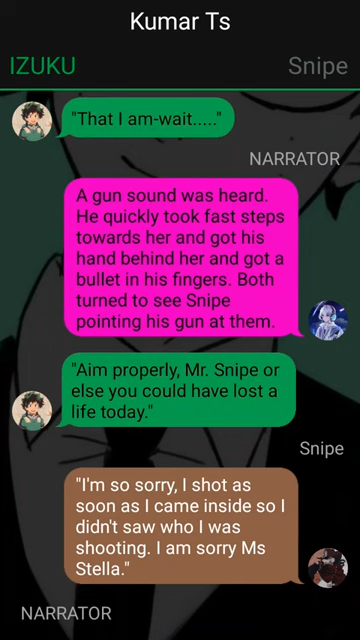 Kumar Ts
IZUKU
Snipe
"That I am-wait....."
NARRATOR
A gun sound was heard.
He quickly took fast steps
towards her and got his
hand behind her and got a
bullet in his fingers. Both
turned to see Snipe
pointing his gun at them.
"Aim properly, Mr. Snipe or
else you could have lost a
life today."
Snipe
"I'm so sorry, I shot as
soon as I came inside so I
didn't saw who I was
shooting. I am sorry Ms
Stella."
NARRATOR